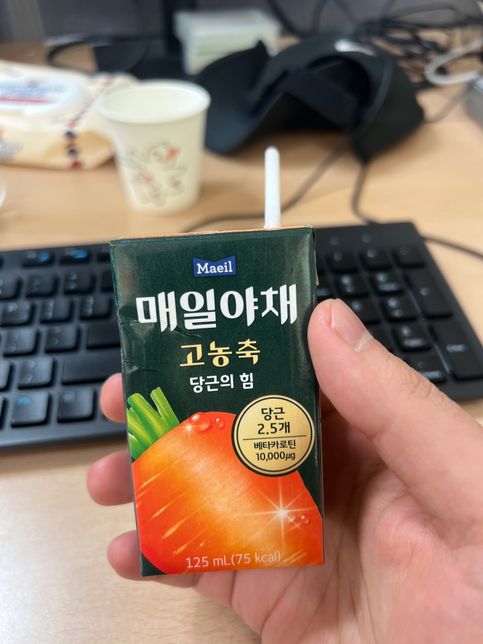 Maeil
매일야채
고농축
당근의 힘
당근
2.5개
베타카로틴
10,000μg
125 mL(75 kcal)